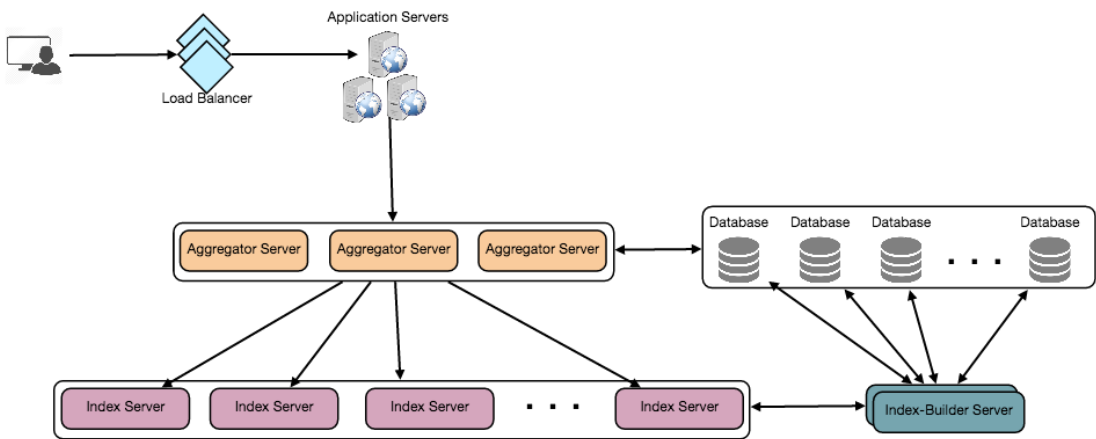 Application Servers
Load Balancer
Aggregator Server
Aggregator Server
Aggregator Server
Database
Database
Database
Database
Index Server
Index Server
Index Server
Index Server
Index-Builder Server